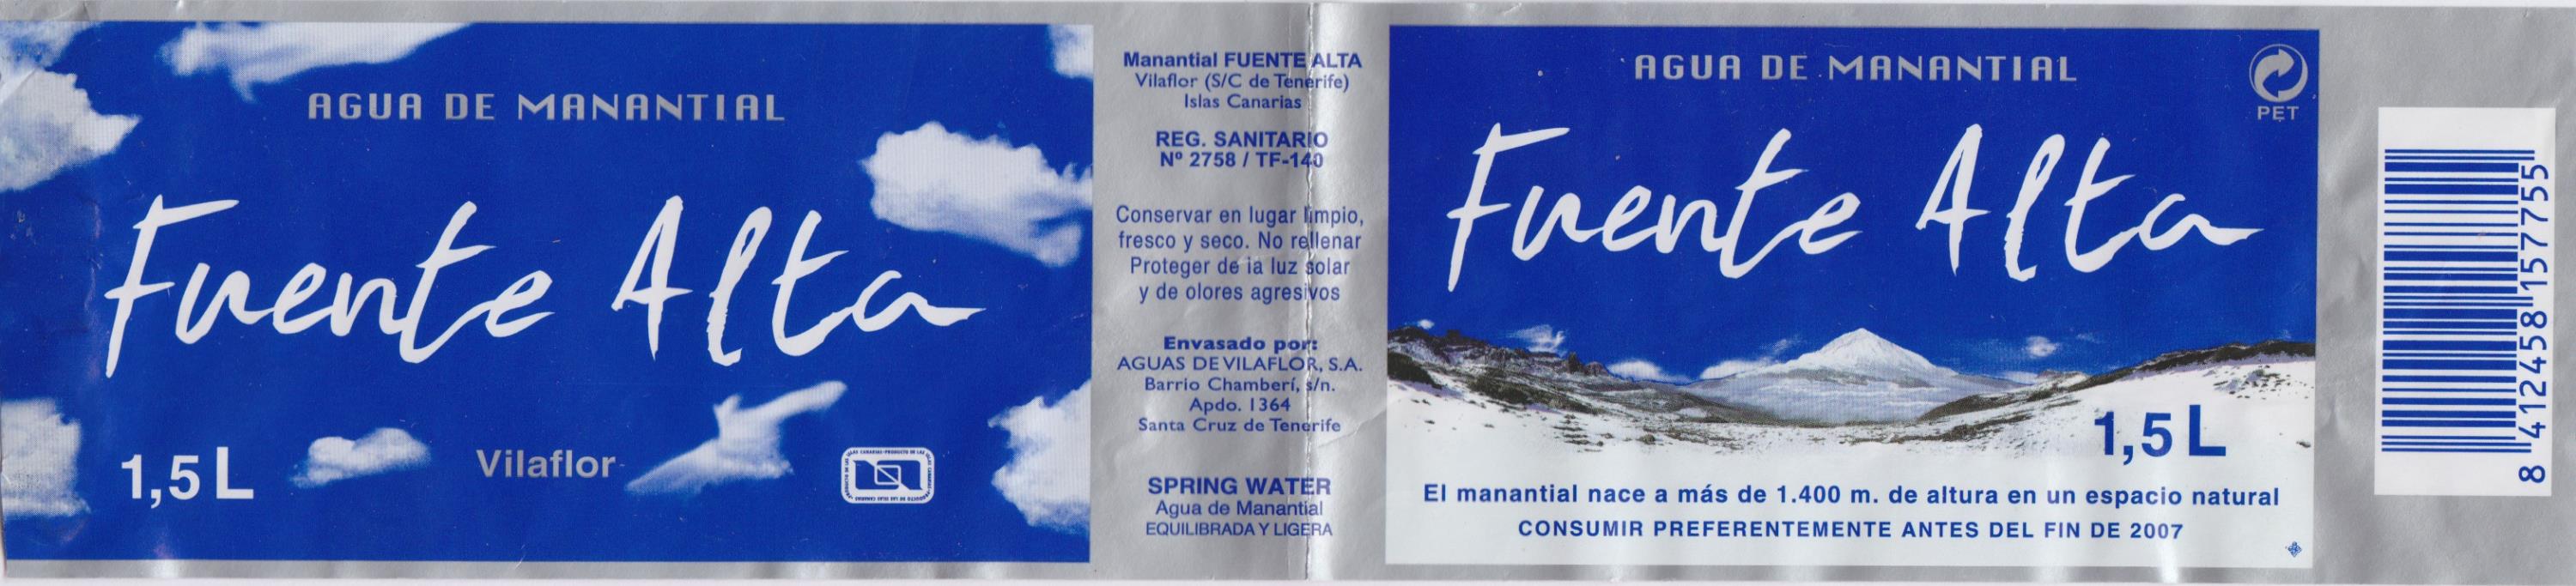 AGUA DE MANANTIAL
Fuente Alta
1,5 L
Vilaflor
Manantial FUENTE ALTA
Vilaflor (S/C de Tenerife)
Islas Canarias
REG. SANITARIO
Nº 2758 / TF-140
Conservar en lugar limpio,
fresco y seco. No rellenar
Proteger de la luz solar
y de olores agresivos
Envasado por:
AGUAS DE VILAFLOR, S.A.
Barrio Chamberí, s/n.
Apdo. 1364
Santa Cruz de Tenerife
SPRING WATER
Agua de Manantial
EQUILIBRADA Y LIGERA
AGUA DE MANANTIAL
PET
Fuente Alta
1,5 L
El manantial nace a más de 1.400 m. de altura en un espacio natural
CONSUMIR PREFERENTEMENTE ANTES DEL FIN DE 2007
8 412458 157755